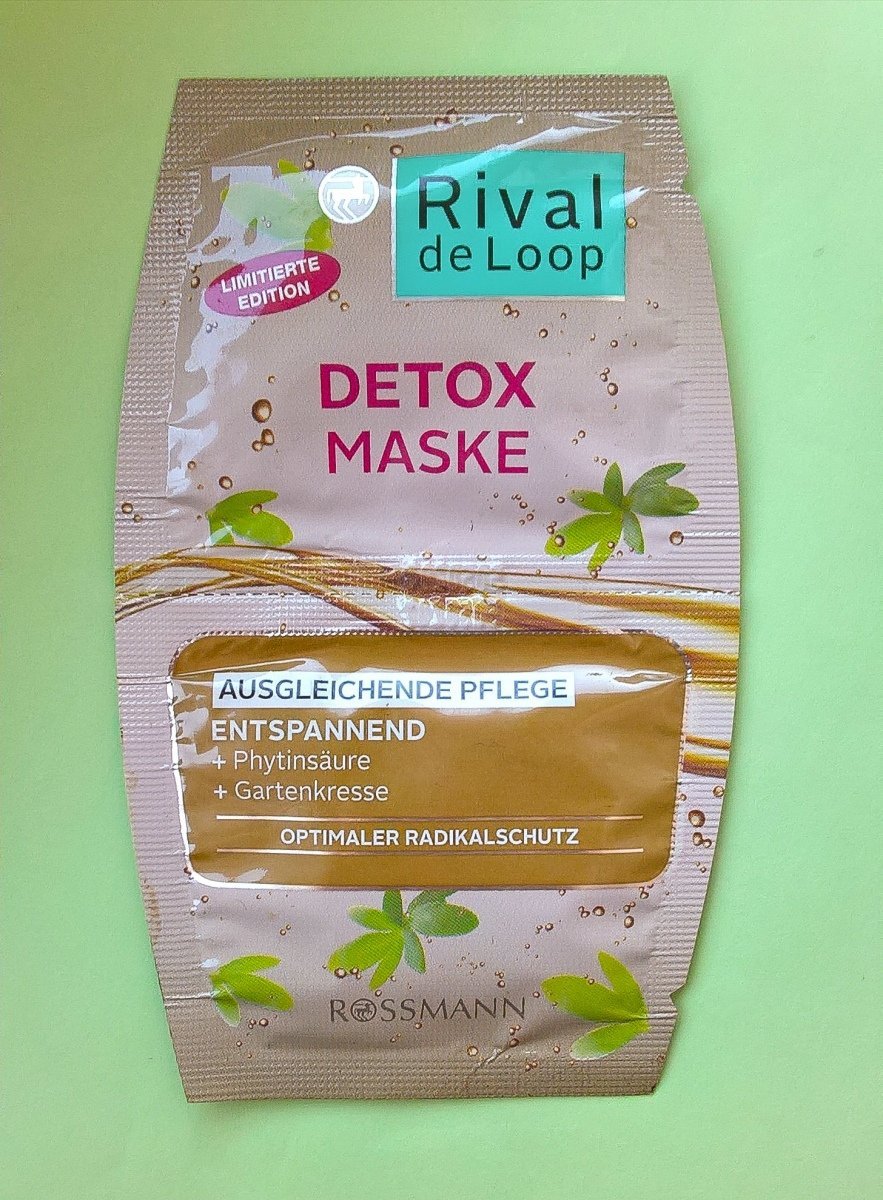 Rival
de Loop
LIMITIERTE
EDITION
DETOX
MASKE
AUSGLEICHENDE PFLEGE
ENTSPANNEND
+ Phytinsäure
+ Gartenkresse
OPTIMALER RADIKALSCHUTZ
ROSSMANN